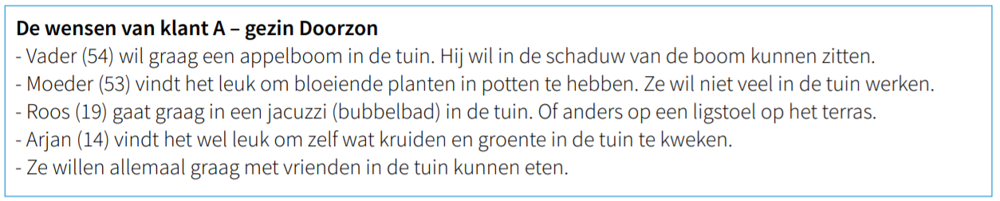 De wensen van klant A – gezin Doorzon
- Vader (54) wil graag een appelboom in de tuin. Hij wil in de schaduw van de boom kunnen zitten.
- Moeder (53) vindt het leuk om bloeiende planten in potten te hebben. Ze wil niet veel in de tuin werken.
- Roos (19) gaat graag in een jacuzzi (bubbelbad) in de tuin. Of anders op een ligstoel op het terras.
- Arjan (14) vindt het wel leuk om zelf wat kruiden en groente in de tuin te kweken.
- Ze willen allemaal graag met vrienden in de tuin kunnen eten.